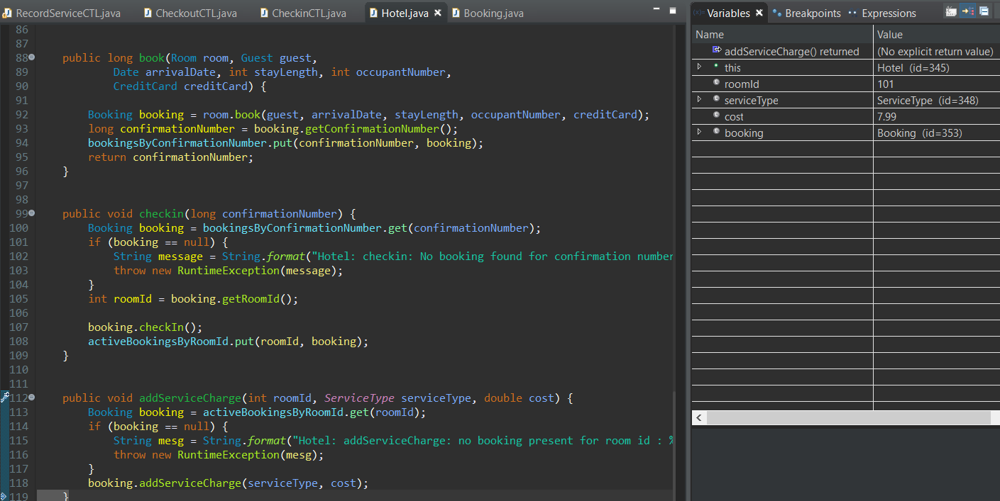 RecordServiceCTL.java CheckoutCTL.java CheckinCTL.java Hotel.java Booking.java
86
87
88 public long book(Room room, Guest guest,
89 Date arrivalDate, int stayLength, int occupantNumber,
90 CreditCard creditCard) {
91
92 Booking booking = room.book(guest, arrivalDate, stayLength, occupantNumber, creditCard);
93 long confirmationNumber = booking.getConfirmationNumber();
94 bookingsByConfirmationNumber.put(confirmationNumber, booking);
95 return confirmationNumber;
96 }
97
98
99 public void checkin(long confirmationNumber) {
100 Booking booking = bookingsByConfirmationNumber.get(confirmationNumber);
101 if (booking == null) {
102 String message = String.format("Hotel: checkin: No booking found for confirmation number
103 throw new RuntimeException(message);
104 }
105 int roomId = booking.getRoomId();
106
107 booking.checkIn();
108 activeBookingsByRoomId.put(roomId, booking);
109 }
110
111
112 public void addServiceCharge(int roomId, ServiceType serviceType, double cost) {
113 Booking booking = activeBookingsByRoomId.get(roomId);
114 if (booking == null) {
115 String mesg = String.format("Hotel: addServiceCharge: no booking present for room id : %
116 throw new RuntimeException(mesg);
117 }
118 booking.addServiceCharge(serviceType, cost);
119 }
(x)= Variables Breakpoints Expressions
Name Value
addServiceCharge() returned (No explicit return value)
this Hotel (id=345)
roomId 101
serviceType ServiceType (id=348)
cost 7.99
booking Booking (id=353)